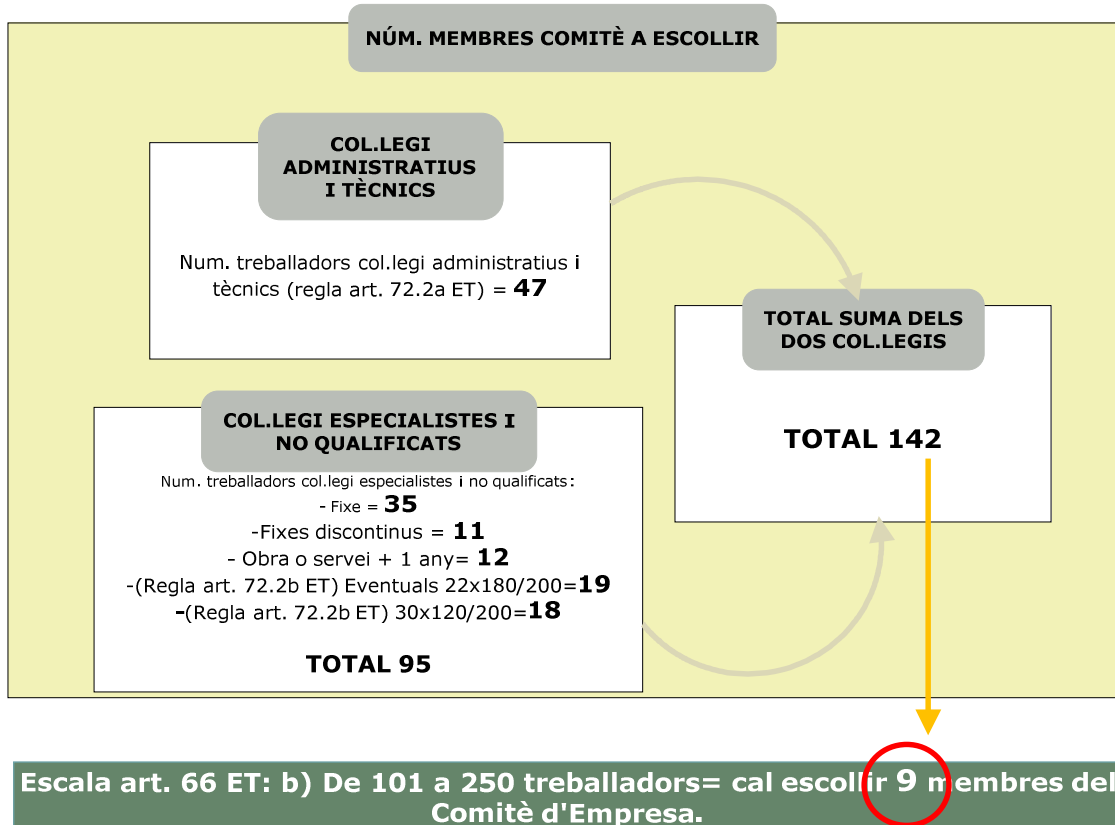 NÚM. MEMBRES COMITÈ A ESCOLLIR
COL.LEGI
ADMINISTRATIUS
I TÈCNICS
Num. treballadors col.legi administratius i
tècnics (regla art. 72.2a ET) = 47
TOTAL SUMA DELS
DOS COL.LEGIS
TOTAL 142
COL.LEGI ESPECIALISTES I
NO QUALIFICATS
Num. treballadors col.legi especialistes i no qualificats:
- Fixe = 35
-Fixes discontinus = 11
- Obra o servei + 1 any= 12
-(Regla art. 72.2b ET) Eventuals 22x180/200=19
-(Regla art. 72.2b ET) 30x120/200=18
TOTAL 95
Escala art. 66 ET: b) De 101 a 250 treballadors= cal escollir 9 membres del
Comitè d'Empresa.